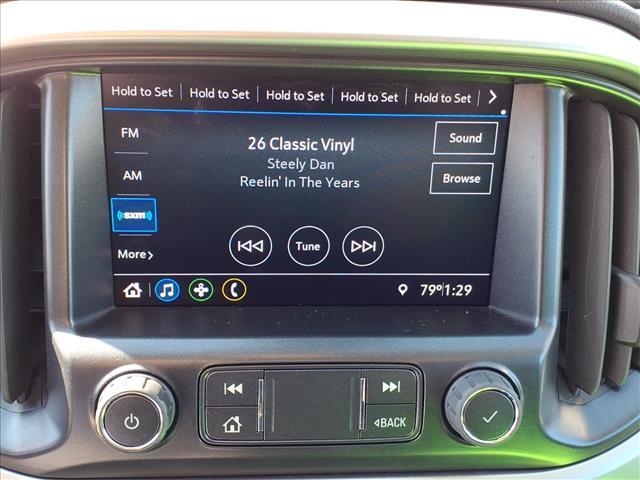 Hold to Set Hold to Set Hold to Set Hold to Set Hold to Set
FM
26 Classic Vinyl
Sound
Steely Dan
AM
Reelin' In The Years
Browse
sxm
Tune
More
79° 1:29
BACK